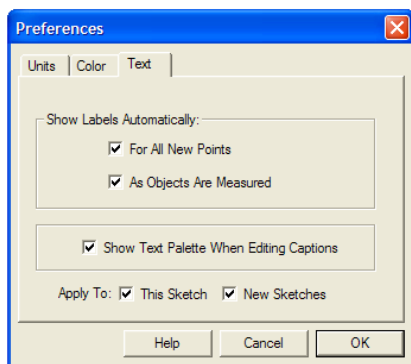 Preferences
Units Color Text
Show Labels Automatically:
For All New Points
As Objects Are Measured
Show Text Palette When Editing Captions
Apply To: This Sketch New Sketches
Help Cancel OK